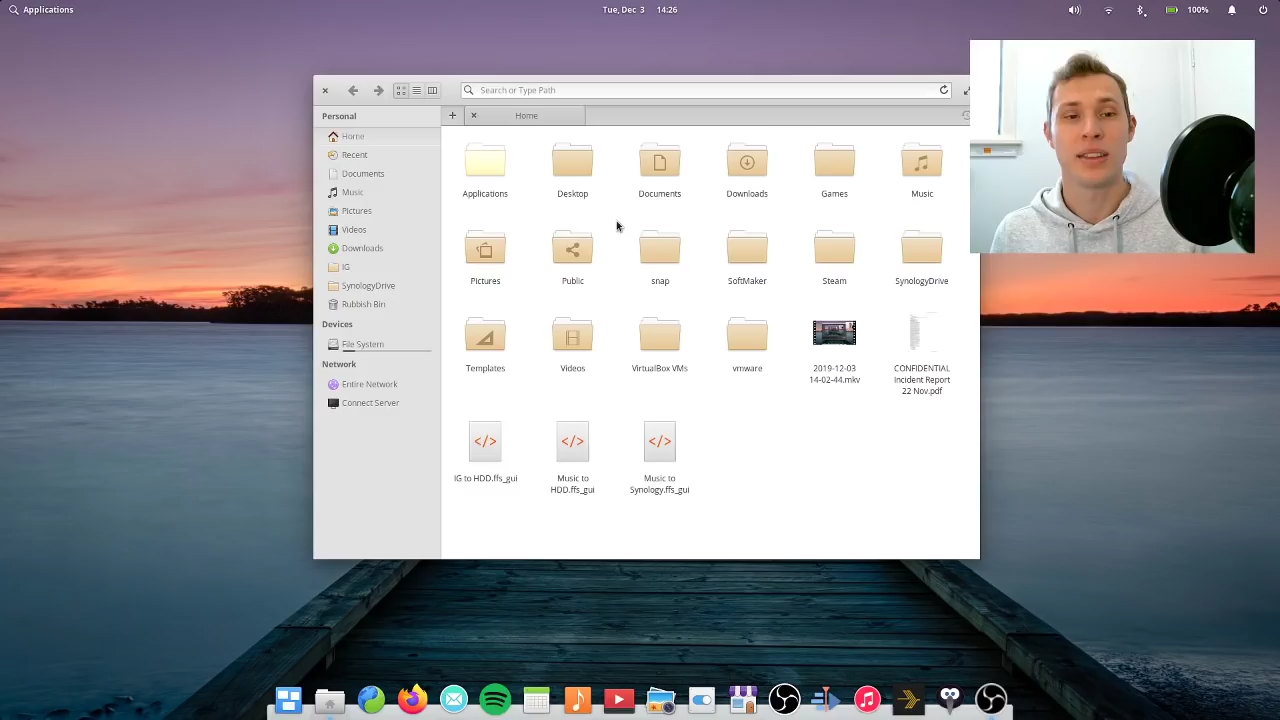 Applications
Tue, Dec 3 14:26
100%
Search or Type Path
Personal
Home
Home
Recent
Documents
Music
Pictures
Videos
Downloads
IG
SynologyDrive
Rubbish Bin
Devices
File System
Network
Entire Network
Connect Server
Applications
Desktop
Documents
Downloads
Games
Music
Pictures
Public
snap
SoftMaker
Steam
SynologyDrive
Templates
Videos
VirtualBox VMs
vmware
2019-12-03
14-02-44.mkv
CONFIDENTIAL
Incident Report
22 Nov.pdf
IG to HDD.ffs_gui
Music to
HDD.ffs_gui
Music to
Synology.ffs_gui